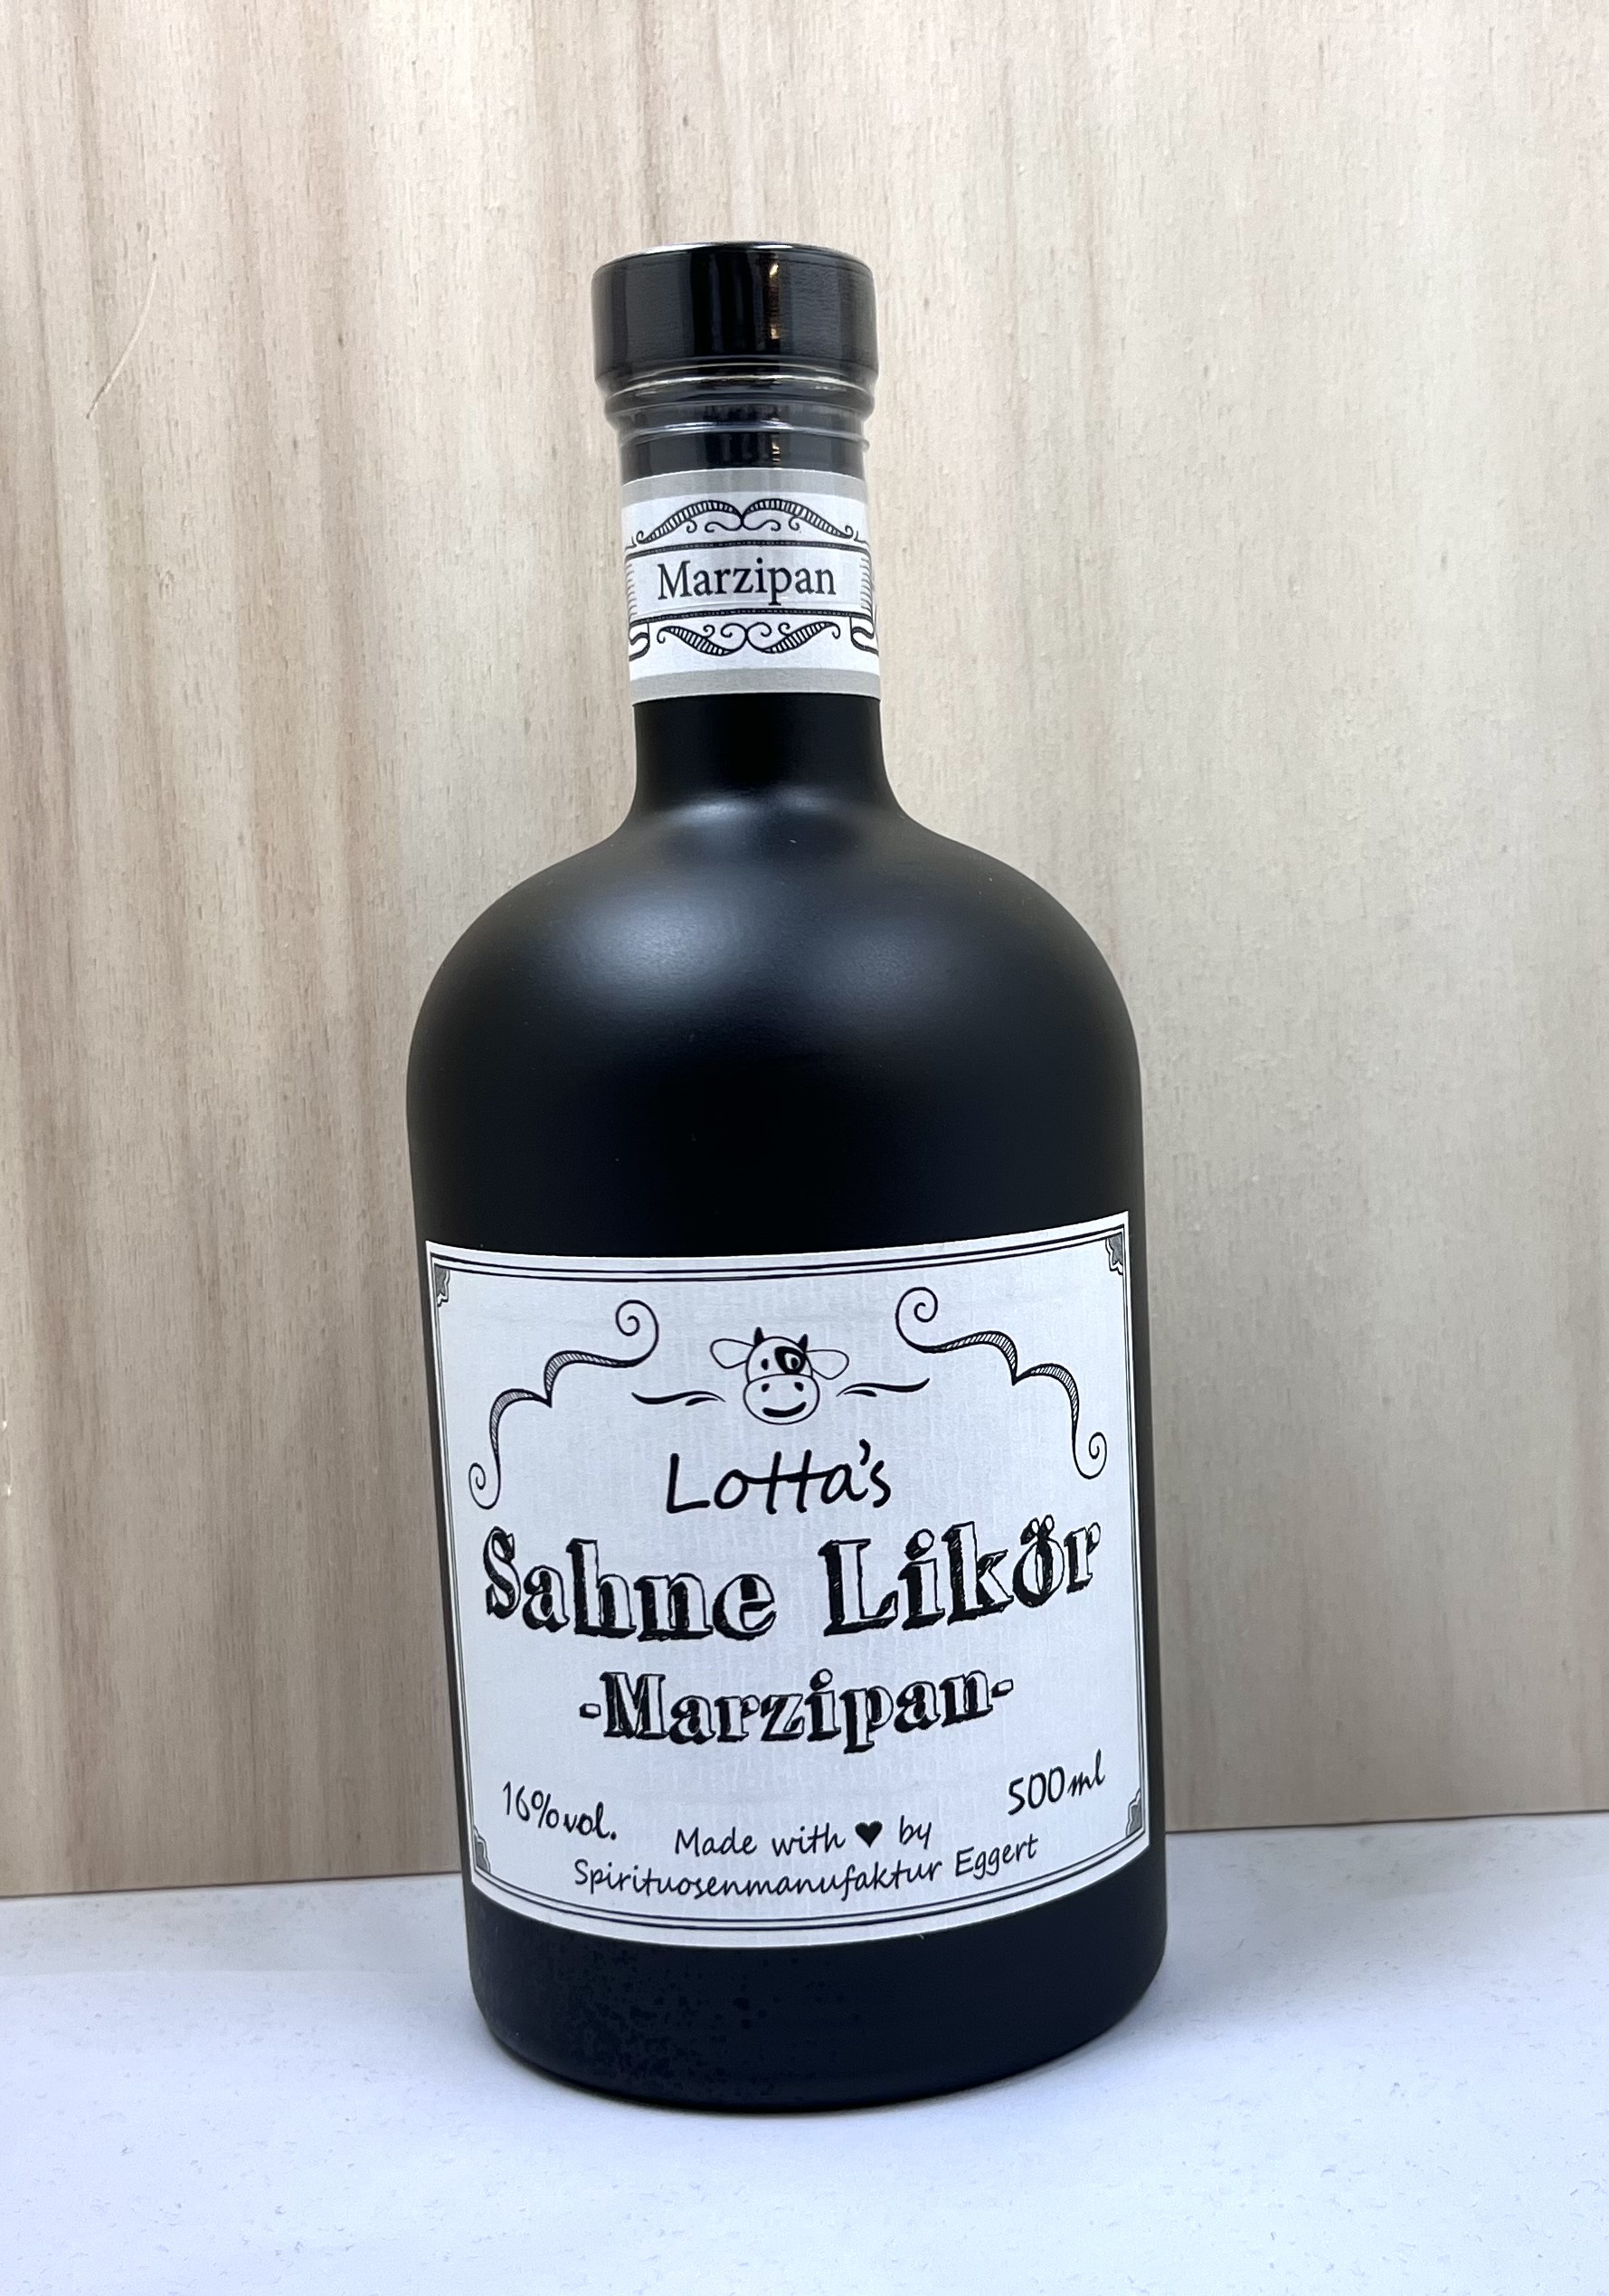 Marzipan
Lotta's
Sahne Likör
-Marzipan-
16%vol.
500ml
Made with ♥ by
Spirituosenmanufaktur Eggert